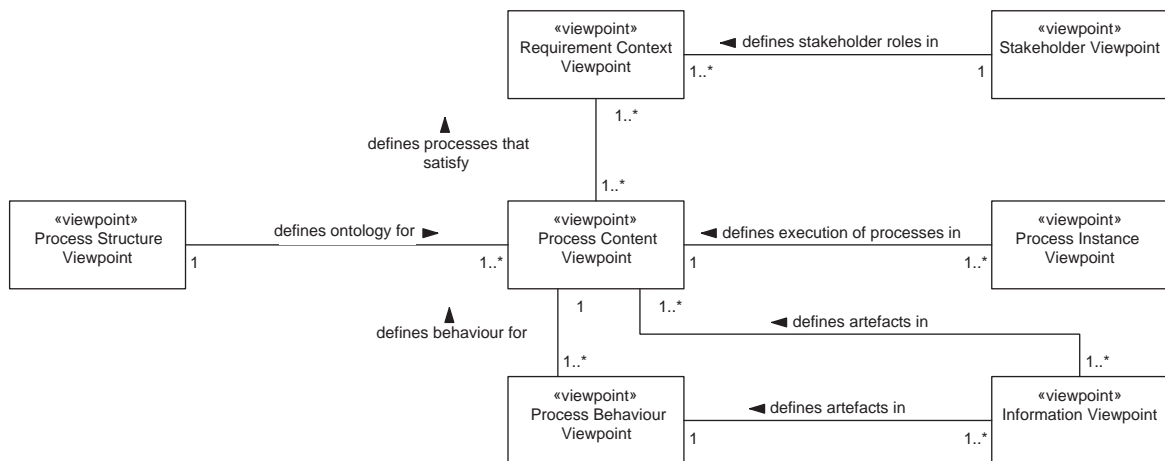 «viewpoint»
Requirement Context
Viewpoint
defines stakeholder roles in
1..*
1
«viewpoint»
Stakeholder Viewpoint
1..*
defines processes that
satisfy
1..*
«viewpoint»
Process Structure
Viewpoint
defines ontology for
1
1..*
«viewpoint»
Process Content
Viewpoint
defines execution of processes in
1
1..*
«viewpoint»
Process Instance
Viewpoint
defines behaviour for
1
1..*
defines artefacts in
1..*
1..*
«viewpoint»
Process Behaviour
Viewpoint
defines artefacts in
1
1..*
«viewpoint»
Information Viewpoint